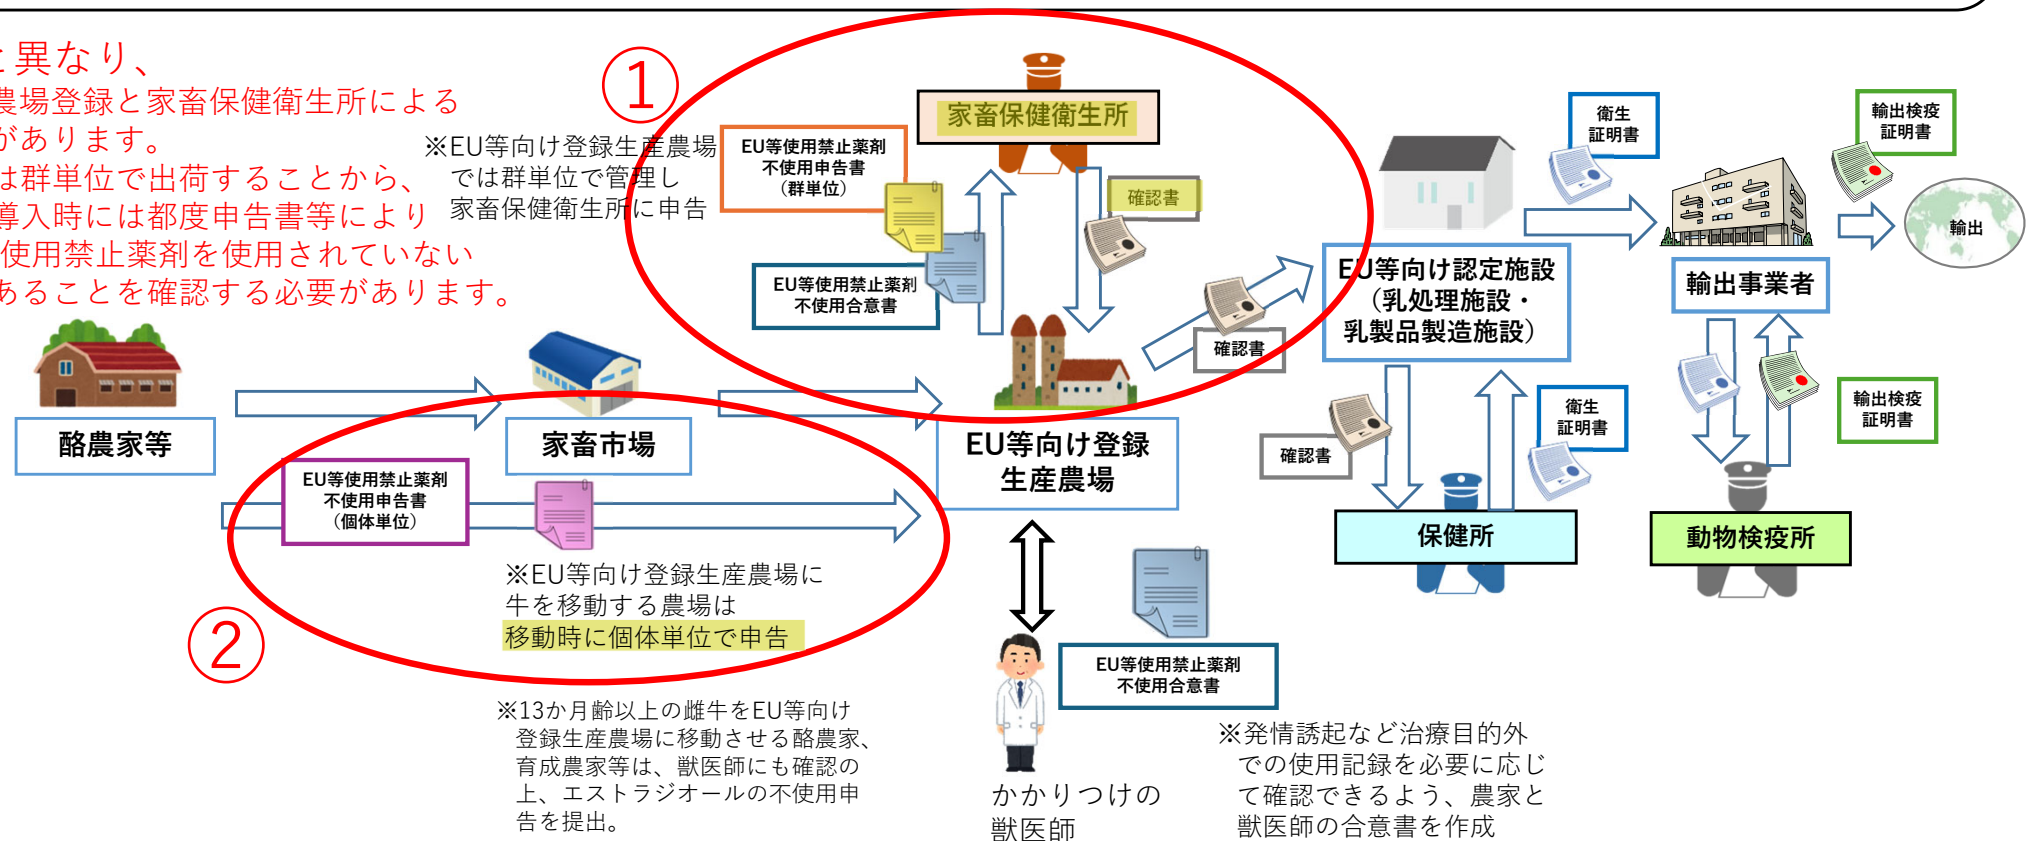 と異なり、
農場登録と家畜保健衛生所による
があります。
は群単位で出荷することから、
導入時には都度申告書等により
使用禁止薬剤を使用されていない
あることを確認する必要があります。
①
※EU等向け登録生産農場
では群単位で管理し
家畜保健衛生所に申告
EU等使用禁止薬剤
不使用申告書
（群単位）
家畜保健衛生所
確認書
EU等使用禁止薬剤
不使用合意書
確認書
衛生
証明書
輸出検疫
証明書
輸出
EU等向け認定施設
（乳処理施設・
乳製品製造施設）
輸出事業者
酪農家等
家畜市場
EU等向け登録
生産農場
確認書
衛生
証明書
輸出検疫
証明書
保健所
動物検疫所
②
EU等使用禁止薬剤
不使用申告書
（個体単位）
※EU等向け登録生産農場に
牛を移動する農場は
移動時に個体単位で申告
※13か月齢以上の雌牛をEU等向け
登録生産農場に移動させる酪農家、
育成農家等は、獣医師にも確認の
上、エストラジオールの不使用申
告を提出。
EU等使用禁止薬剤
不使用合意書
かかりつけの
獣医師
※発情誘起など治療目的外
での使用記録を必要に応じ
て確認できるよう、農家と
獣医師の合意書を作成